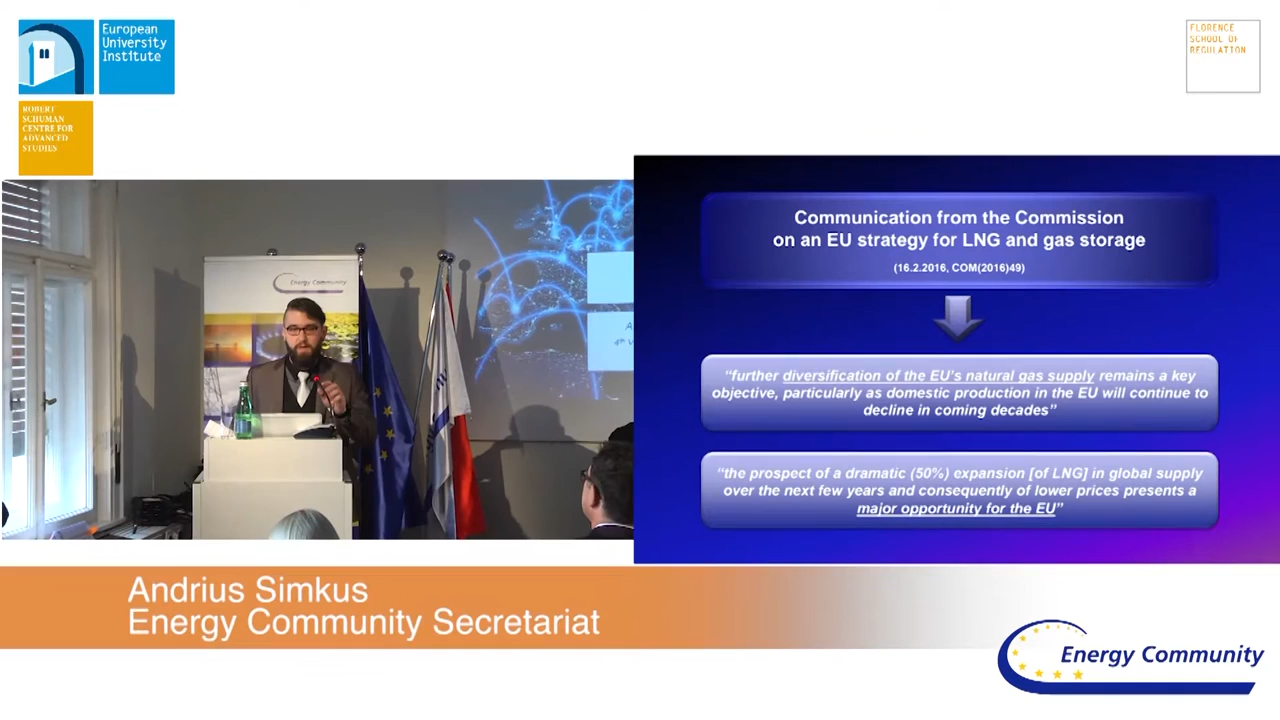 European
University
Institute
ROBERT
SCHUMAN
CENTRE FOR
ADVANCED
STUDIES
FLORENCE
SCHOOL OF
REGULATION
Energy Community
Communication from the Commission
on an EU strategy for LNG and gas storage
(16.2.2016, COM(2016)49)
“further diversification of the EU’s natural gas supply remains a key
objective, particularly as domestic production in the EU will continue to
decline in coming decades”
“the prospect of a dramatic (50%) expansion [of LNG] in global supply
over the next few years and consequently of lower prices presents a
major opportunity for the EU”
Andrius Simkus
Energy Community Secretariat
Energy Community